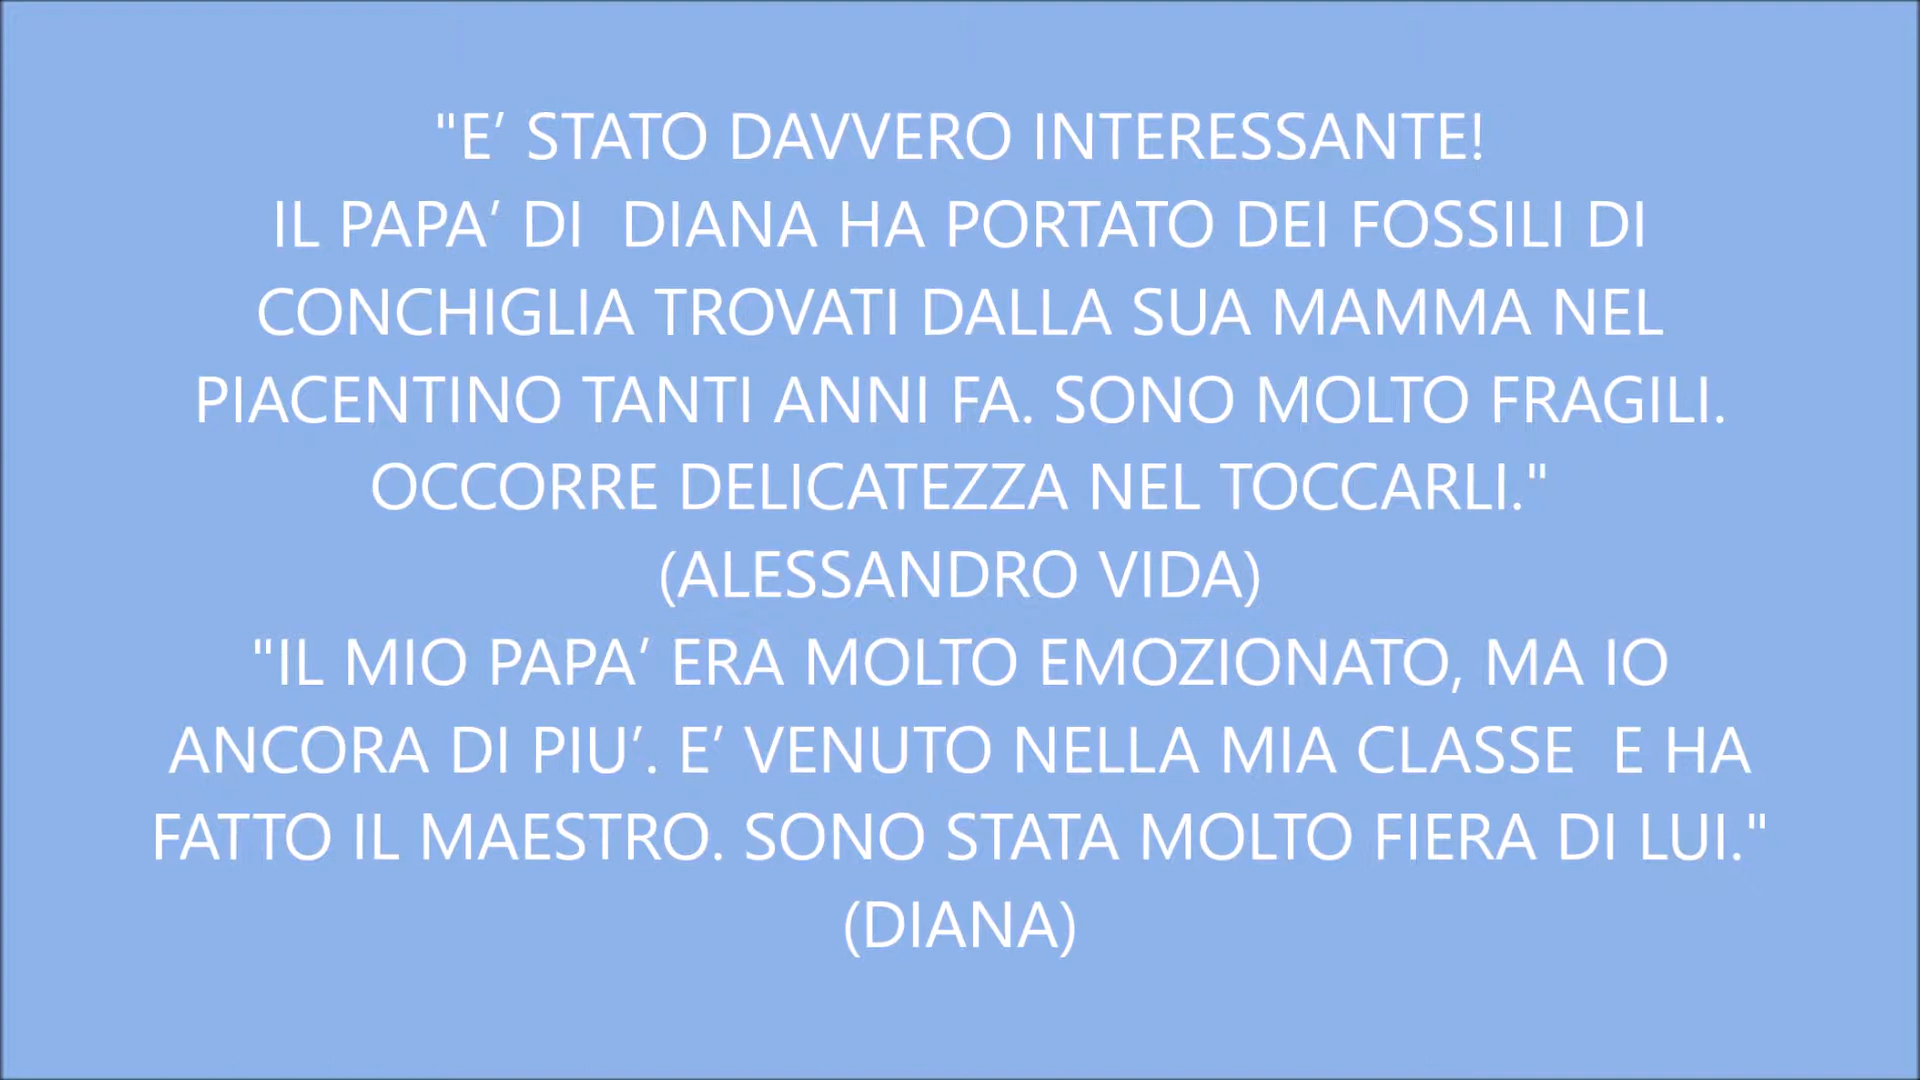 "E’ STATO DAVVERO INTERESSANTE!
IL PAPA’ DI  DIANA HA PORTATO DEI FOSSILI DI
CONCHIGLIA TROVATI DALLA SUA MAMMA NEL
PIACENTINO TANTI ANNI FA. SONO MOLTO FRAGILI.
OCCORRE DELICATEZZA NEL TOCCARLI."
(ALESSANDRO VIDA)
"IL MIO PAPA’ ERA MOLTO EMOZIONATO, MA IO
ANCORA DI PIU’. E’ VENUTO NELLA MIA CLASSE  E HA
FATTO IL MAESTRO. SONO STATA MOLTO FIERA DI LUI."
(DIANA)